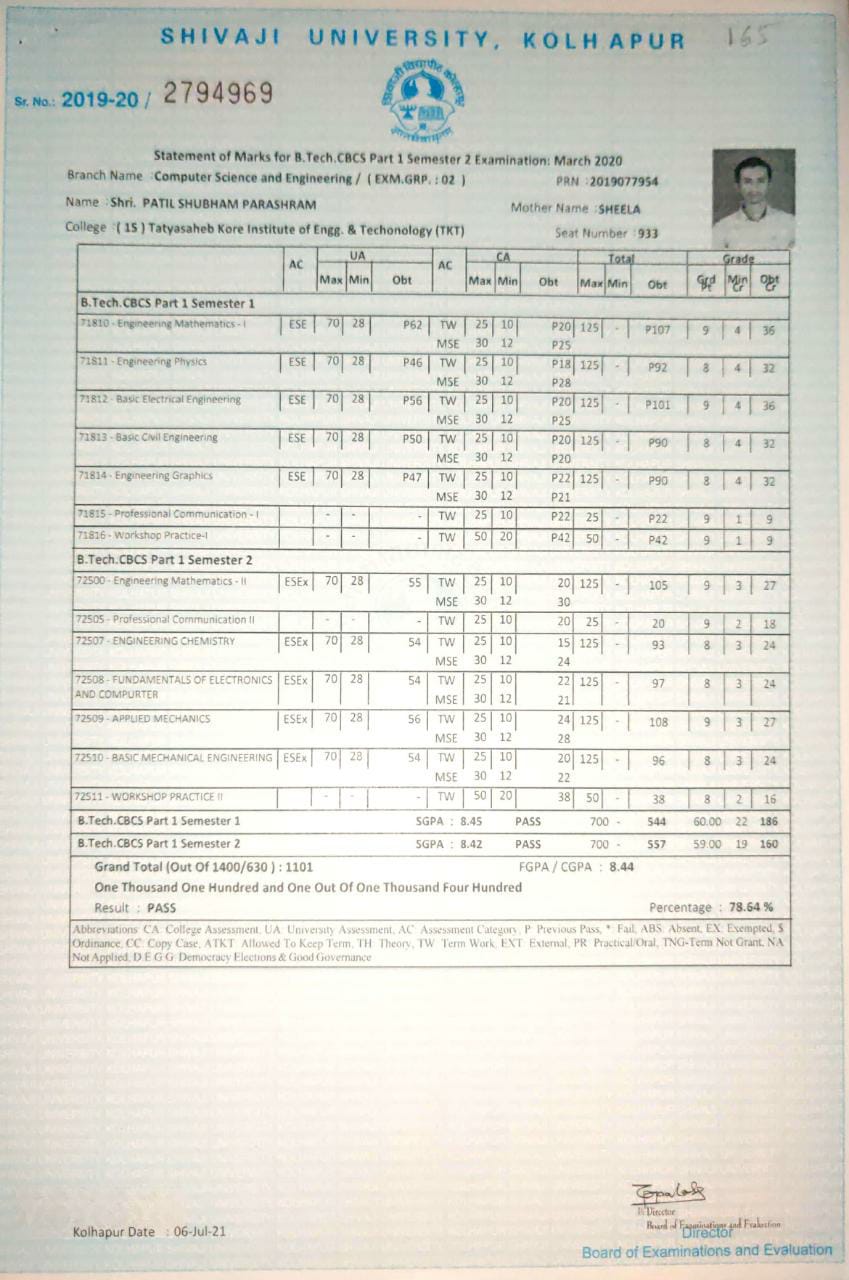 165
SHIVAJI UNIVERSITY, KOLHAPUR
Sr. No.: 2019-20 / 2794969
Statement of Marks for B.Tech.CBCS Part 1 Semester 2 Examination: March 2020
Branch Name : Computer Science and Engineering / ( EXM.GRP. : 02 ) PRN : 2019077954
Name : Shri. PATIL SHUBHAM PARASHRAM Mother Name : SHEELA
College : ( 15 ) Tatyasaheb Kore Institute of Engg. & Techonology (TKT) Seat Number : 933
AC UA AC CA Total Grade
Max Min Obt Max Min Obt Max Min Obt Grd Pt Min Cr Obt Cr
B.Tech.CBCS Part 1 Semester 1
71810 - Engineering Mathematics - I ESE 70 28 P62 TW 25 10 P20 125 - P107 9 4 36
MSE 30 12 P25
71811 - Engineering Physics ESE 70 28 P46 TW 25 10 P18 125 - P92 8 4 32
MSE 30 12 P28
71812 - Basic Electrical Engineering ESE 70 28 P56 TW 25 10 P20 125 - P101 9 4 36
MSE 30 12 P25
71813 - Basic Civil Engineering ESE 70 28 P50 TW 25 10 P20 125 - P90 8 4 32
MSE 30 12 P20
71814 - Engineering Graphics ESE 70 28 P47 TW 25 10 P22 125 - P90 8 4 32
MSE 30 12 P21
71815 - Professional Communication - I - - - TW 25 10 P22 25 - P22 9 1 9
71816 - Workshop Practice-I - - - TW 50 20 P42 50 - P42 9 1 9
B.Tech.CBCS Part 1 Semester 2
72500 - Engineering Mathematics - II ESEx 70 28 55 TW 25 10 20 125 - 105 9 3 27
MSE 30 12 30
72505 - Professional Communication II - - - TW 25 10 20 25 - 20 9 2 18
72507 - ENGINEERING CHEMISTRY ESEx 70 28 54 TW 25 10 15 125 - 93 8 3 24
MSE 30 12 24
72508 - FUNDAMENTALS OF ELECTRONICS ESEx 70 28 54 TW 25 10 22 125 - 97 8 3 24
AND COMPURTER MSE 30 12 21
72509 - APPLIED MECHANICS ESEx 70 28 56 TW 25 10 24 125 - 108 9 3 27
MSE 30 12 28
72510 - BASIC MECHANICAL ENGINEERING ESEx 70 28 54 TW 25 10 20 125 - 96 8 3 24
MSE 30 12 22
72511 - WORKSHOP PRACTICE II - - - TW 50 20 38 50 - 38 8 2 16
B.Tech.CBCS Part 1 Semester 1 SGPA : 8.45 PASS 700 - 544 60.00 22 186
B.Tech.CBCS Part 1 Semester 2 SGPA : 8.42 PASS 700 - 557 59.00 19 160
Grand Total (Out Of 1400/630 ) : 1101 FGPA / CGPA : 8.44
One Thousand One Hundred and One Out Of One Thousand Four Hundred
Result : PASS Percentage : 78.64 %
Abbreviations CA: College Assessment, UA: University Assessment, AC: Assessment Category, P: Previous Pass, *: Fail, ABS: Absent, EX: Exempted, $
Ordinance, CC: Copy Case, ATKT: Allowed To Keep Term, TH: Theory, TW: Term Work, EXT: External, PR: Practical/Oral, TNG-Term Not Grant, NA
Not Applied, D.E.G.G: Democracy Elections & Good Governance
Director
Board of Examinations and Evaluation
Kolhapur Date : 06-Jul-21
Director
Board of Examinations and Evaluation